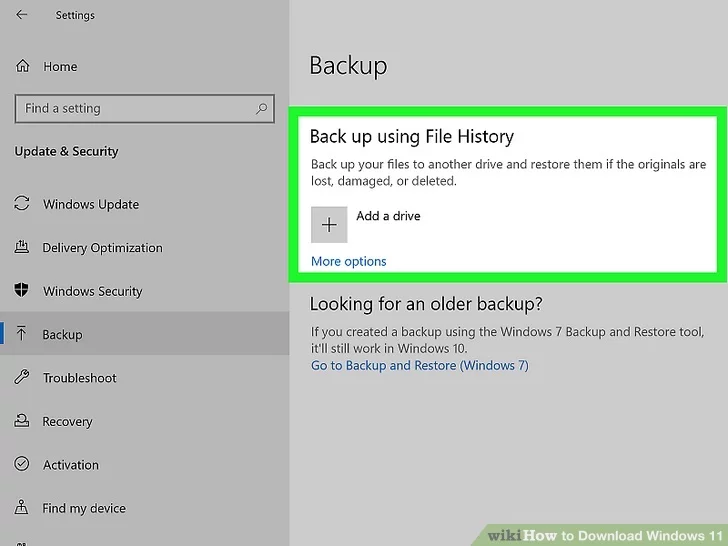 Settings
Home
Find a setting
Update & Security
Windows Update
Delivery Optimization
Windows Security
Backup
Troubleshoot
Recovery
Activation
Find my device
Backup
Back up using File History
Back up your files to another drive and restore them if the originals are
lost, damaged, or deleted.
Add a drive
More options
Looking for an older backup?
If you created a backup using the Windows 7 Backup and Restore tool,
it'll still work in Windows 10.
Go to Backup and Restore (Windows 7)
wikiHow to Download Windows 11